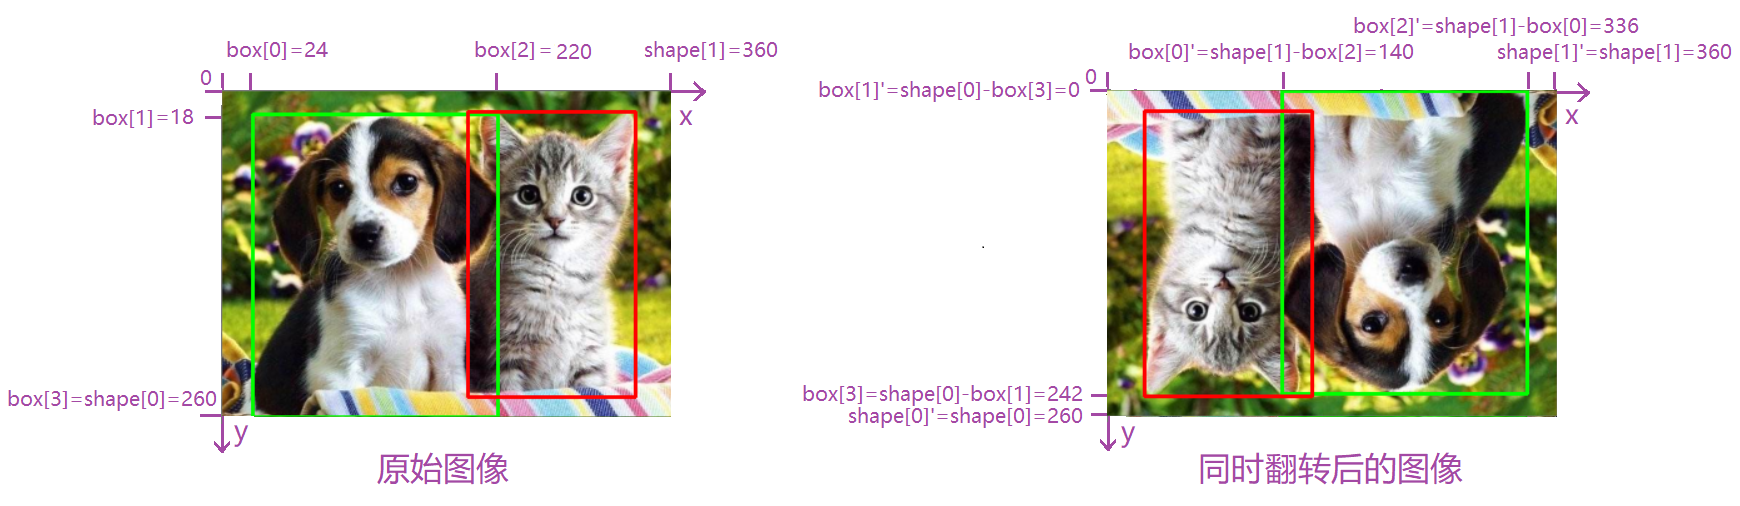 box[0]=24
box[2]=220
shape[1]=360
0
x
box[1]=18
box[3]=shape[0]=260
y
原始图像
box[2]'=shape[1]-box[0]=336
box[0]'=shape[1]-box[2]=140
shape[1]'=shape[1]=360
0
box[1]'=shape[0]-box[3]=0
x
box[3]=shape[0]-box[1]=242
shape[0]'=shape[0]=260
y
同时翻转后的图像